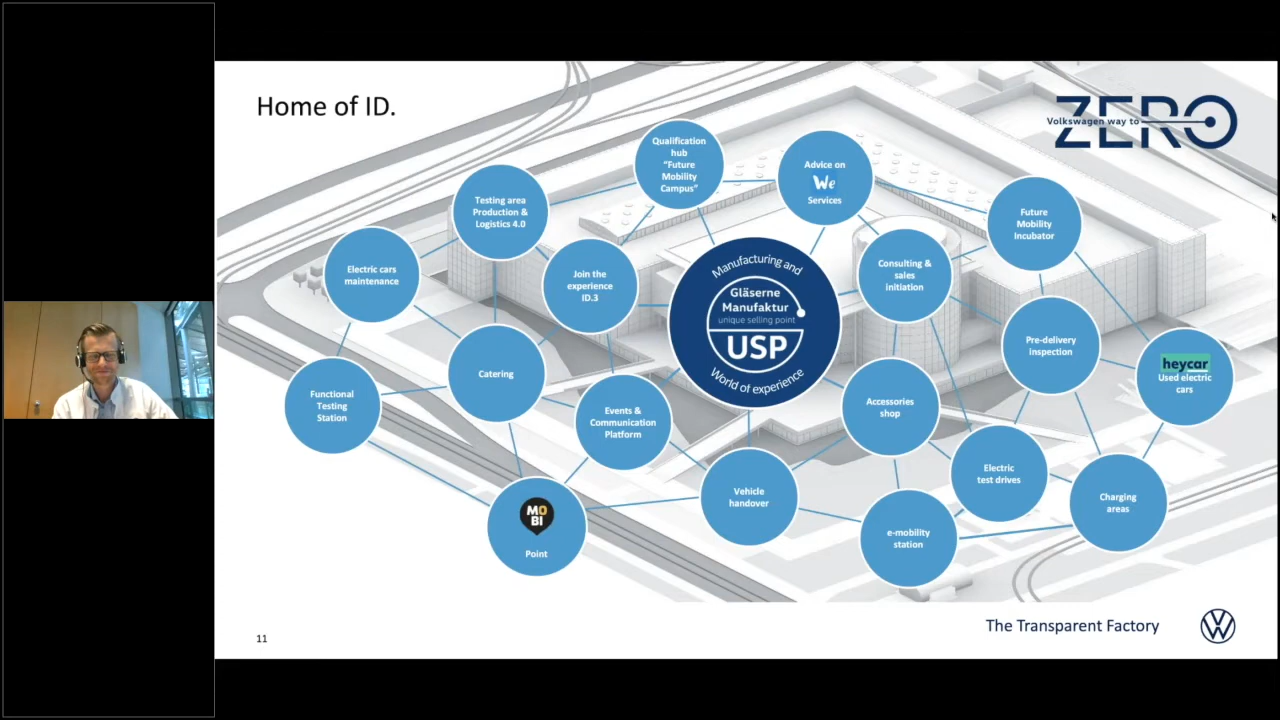 Home of ID.
ZERO
Volkswagen way to
Qualification
hub
"Future
Mobility
Campus"
Advice on
We
Services
Testing area
Production &
Logistics 4.0
Future
Mobility
Incubator
Electric cars
maintenance
Join the
experience
ID.3
Manufacturing and
Gläserne
Manufaktur
unique selling point
USP
World of experience
Consulting &
sales
initiation
Pre-delivery
inspection
heycar
Used electric
cars
Functional
Testing
Station
Catering
Events &
Communication
Platform
Accessories
shop
Electric
test drives
Vehicle
handover
Charging
areas
MO
BI
Point
e-mobility
station
11
The Transparent Factory
VW